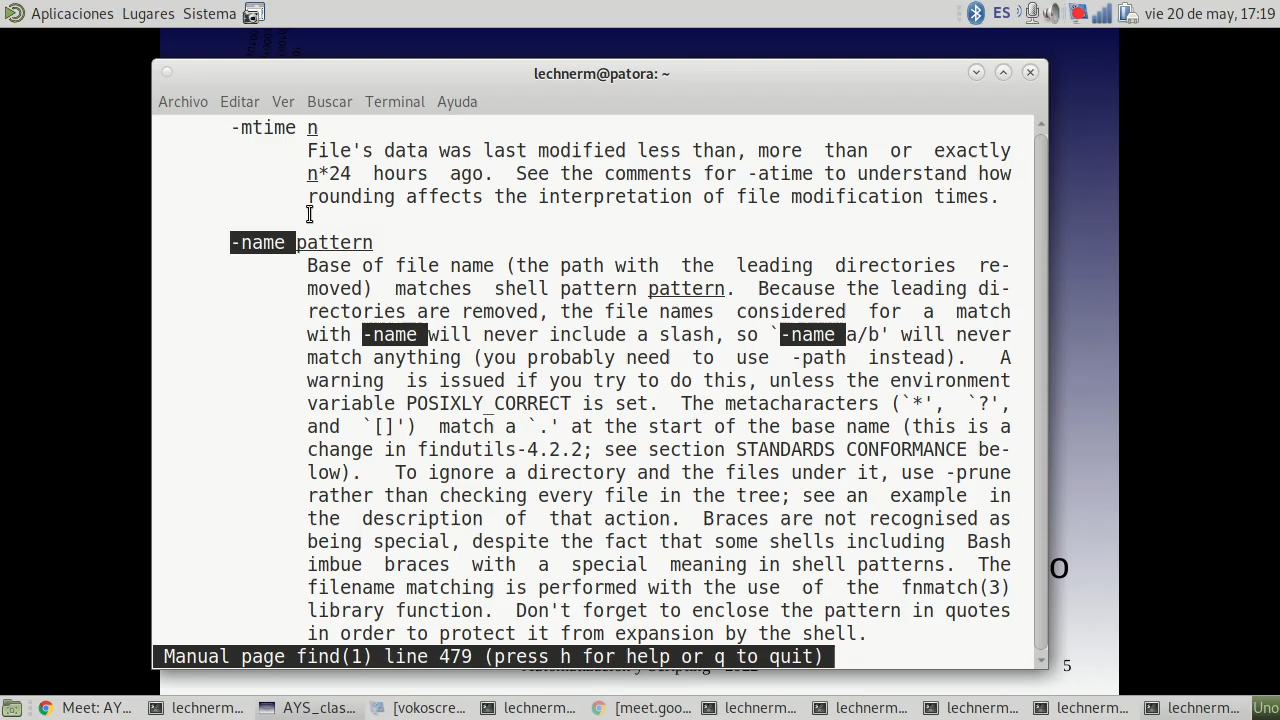 Aplicaciones Lugares Sistema ES vie 20 de may, 17:19
lechnerm@patora: ~
Archivo Editar Ver Buscar Terminal Ayuda
-mtime n
File's data was last modified less than, more than or exactly
n*24 hours ago. See the comments for -atime to understand how
rounding affects the interpretation of file modification times.
-name pattern
Base of file name (the path with the leading directories re-
moved) matches shell pattern pattern. Because the leading di-
rectories are removed, the file names considered for a match
with -name will never include a slash, so `-name a/b' will never
match anything (you probably need to use -path instead). A
warning is issued if you try to do this, unless the environment
variable POSIXLY_CORRECT is set. The metacharacters (`*', `?',
and `[]') match a `.' at the start of the base name (this is a
change in findutils-4.2.2; see section STANDARDS CONFORMANCE be-
low). To ignore a directory and the files under it, use -prune
rather than checking every file in the tree; see an example in
the description of that action. Braces are not recognised as
being special, despite the fact that some shells including Bash
imbue braces with a special meaning in shell patterns. The
filename matching is performed with the use of the fnmatch(3)
library function. Don't forget to enclose the pattern in quotes
in order to protect it from expansion by the shell.
Manual page find(1) line 479 (press h for help or q to quit)
o
5
Meet: AY... lechnerm... AYS_clas... [vokoscre... lechnerm... [meet.goo... lechnerm... lechnerm... lechnerm... lechnerm... lechnerm... Uno